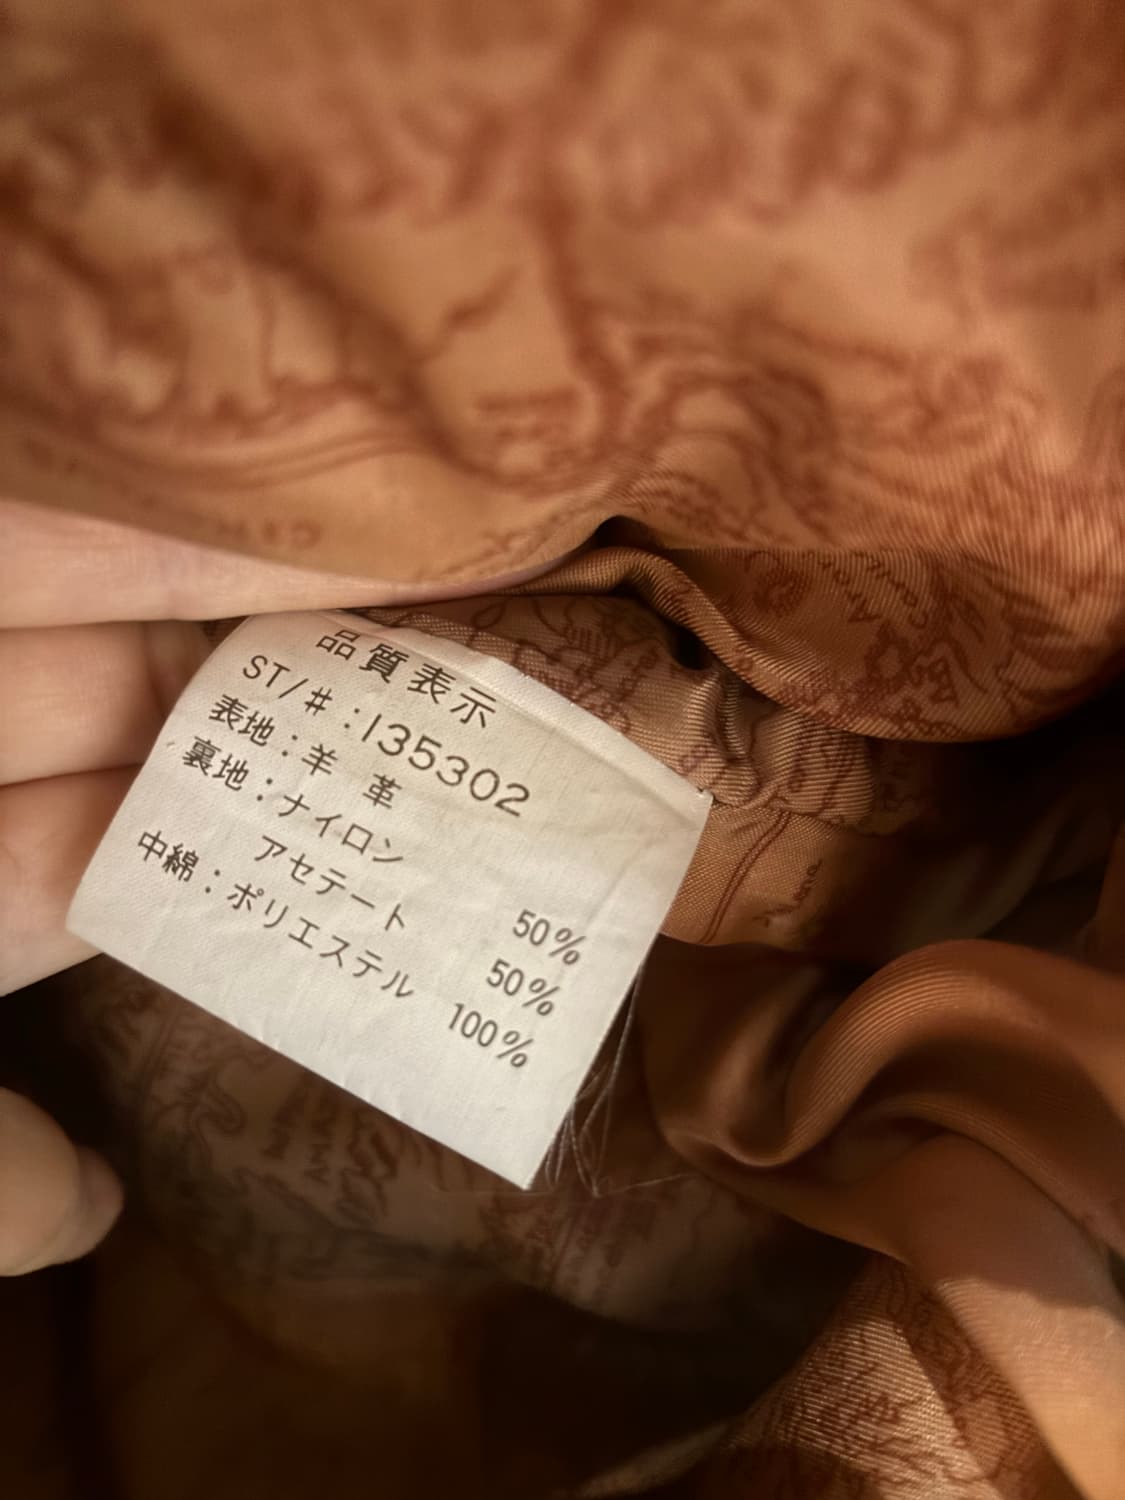 品質表示
ST/#:135302
表地:羊 革
裏地:ナイロン 50%
アセテート 50%
中綿:ポリエステル 100%